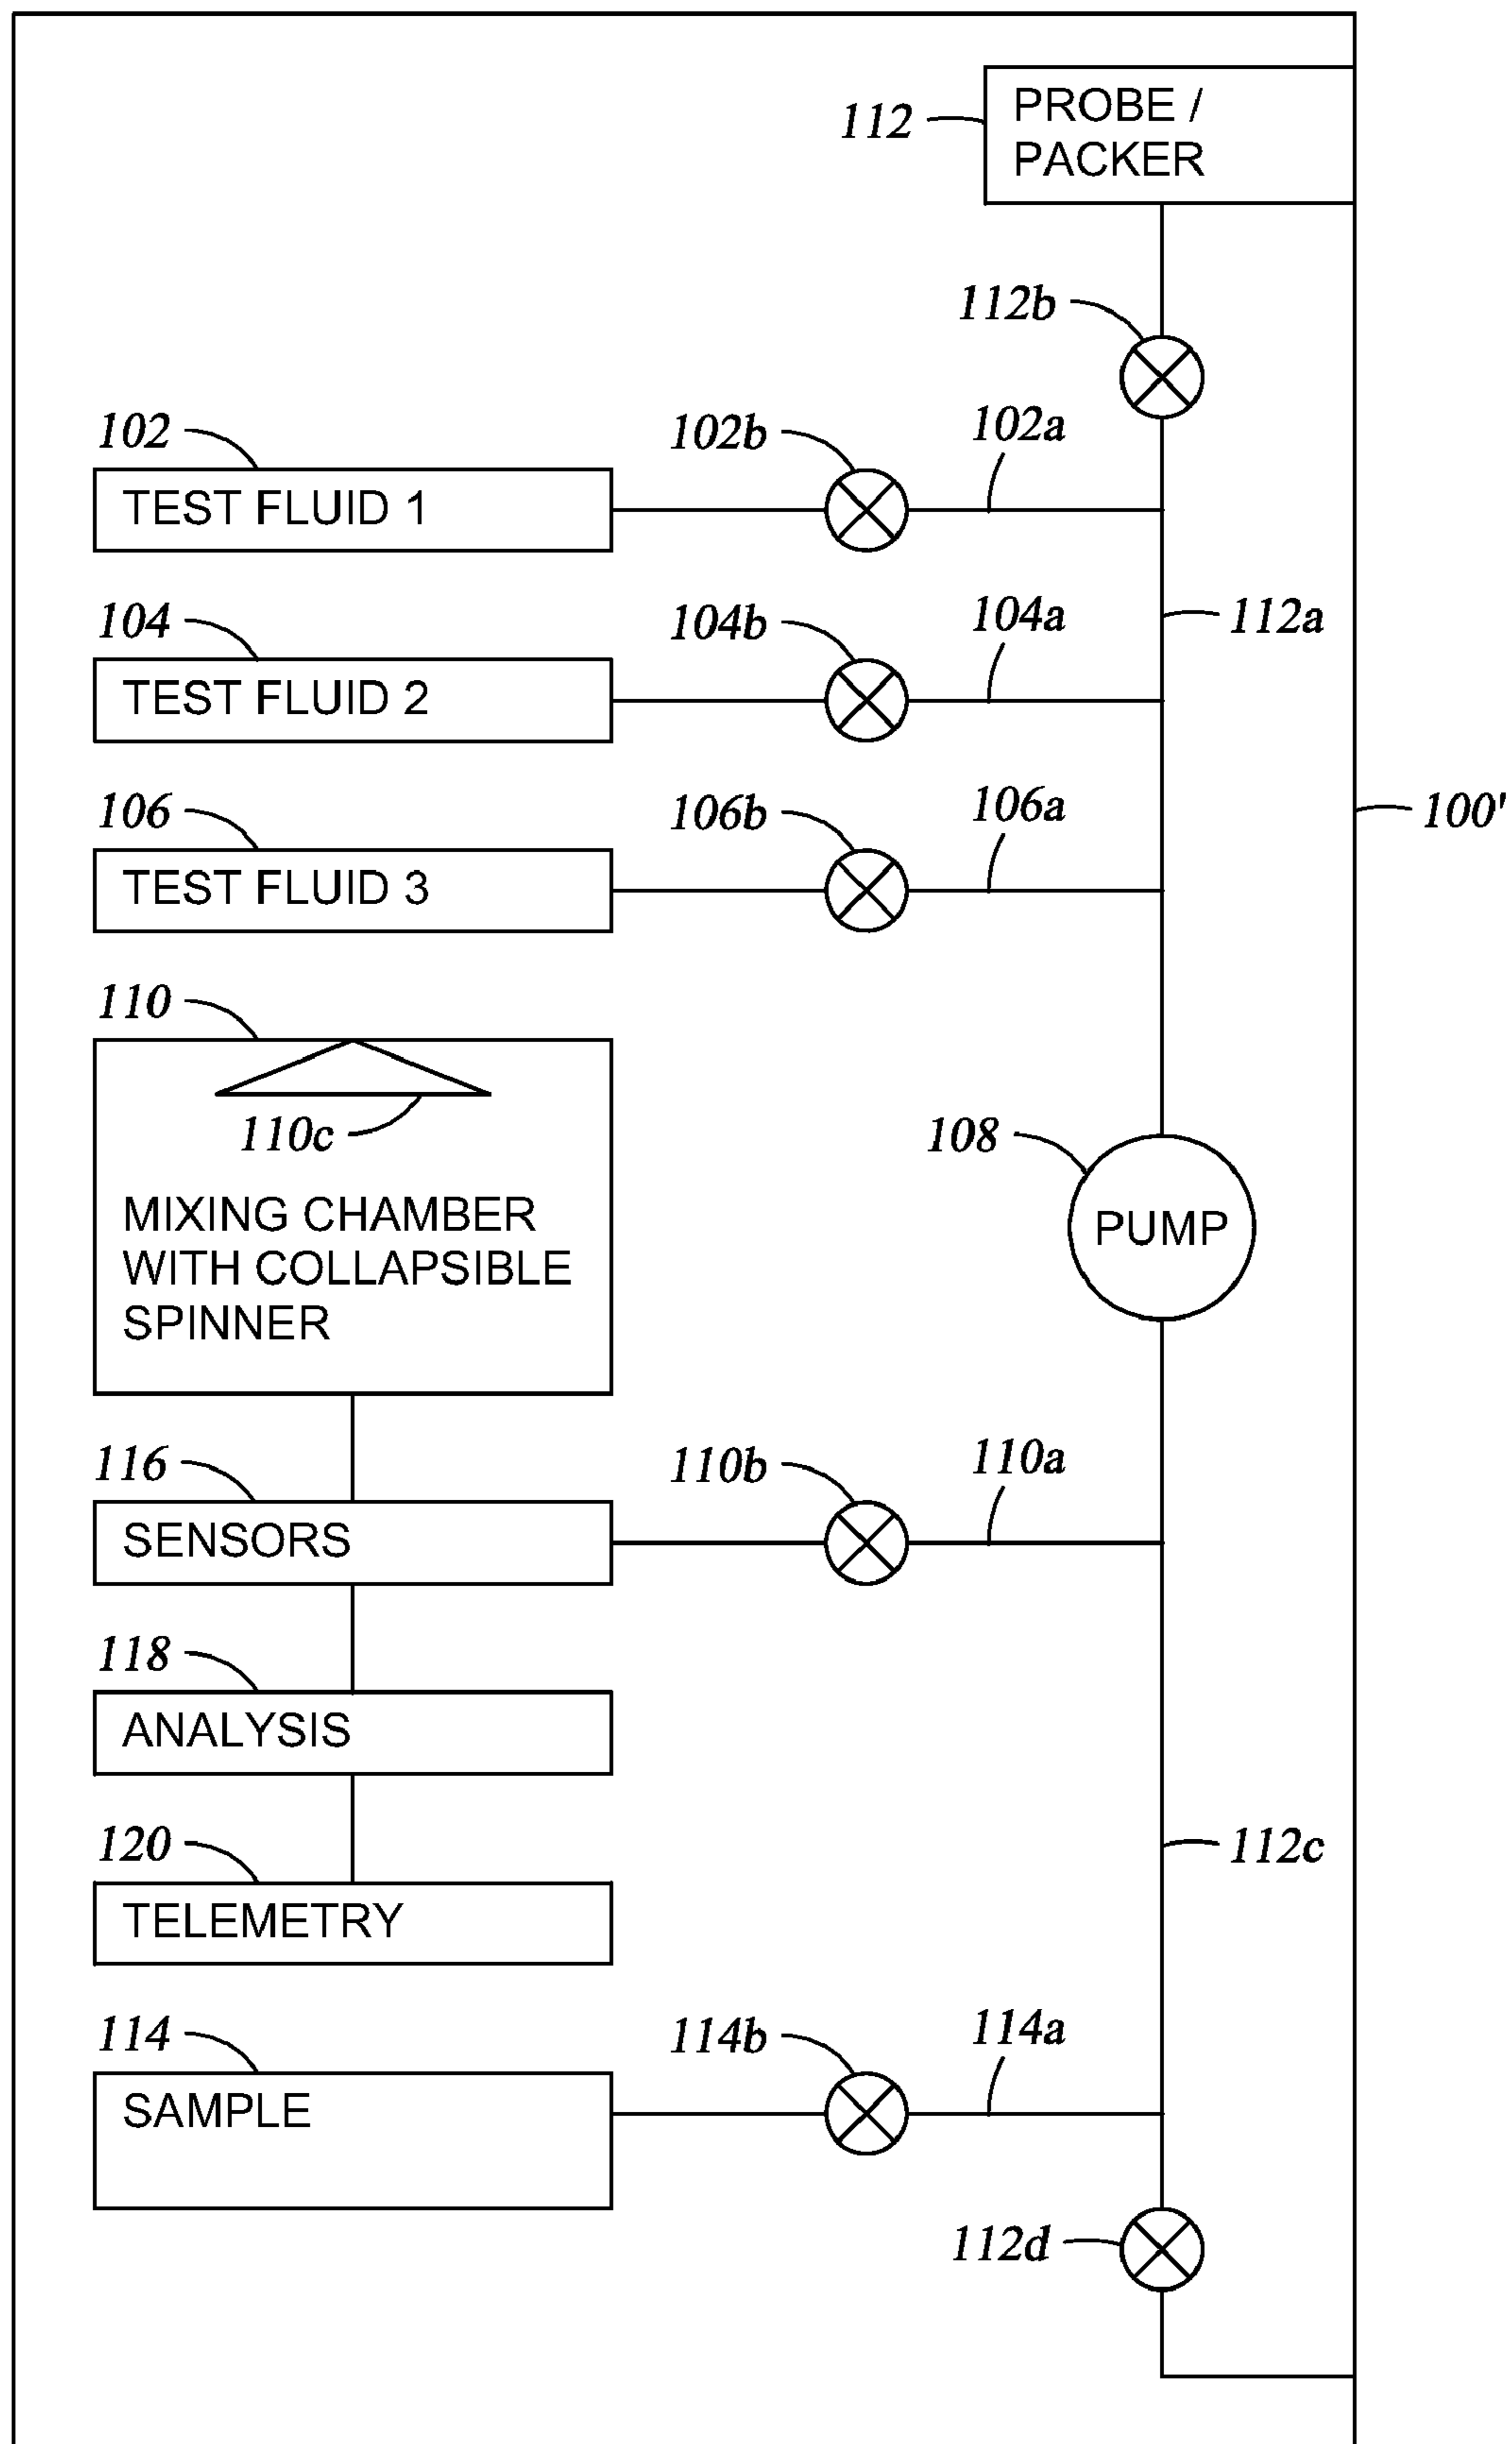 112
PROBE /
PACKER
112b
102
102b
102a
TEST FLUID 1
104
104b
104a
112a
TEST FLUID 2
106
106b
106a
100'
TEST FLUID 3
110
110c
108
MIXING CHAMBER
WITH COLLAPSIBLE
SPINNER
PUMP
116
110b
110a
SENSORS
118
ANALYSIS
120
112c
TELEMETRY
114
114b
114a
SAMPLE
112d